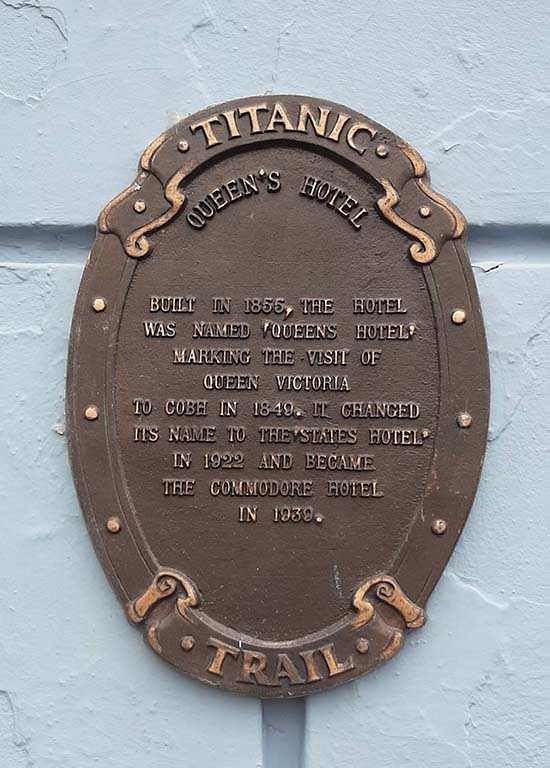 TITANIC
QUEEN'S HOTEL
BUILT IN 1855, THE HOTEL
WAS NAMED 'QUEENS HOTEL'
MARKING THE VISIT OF
QUEEN VICTORIA
TO COBH IN 1849. IT CHANGED
ITS NAME TO THE 'STATES HOTEL'
IN 1922 AND BECAME
THE COMMODORE HOTEL
IN 1939.
TRAIL